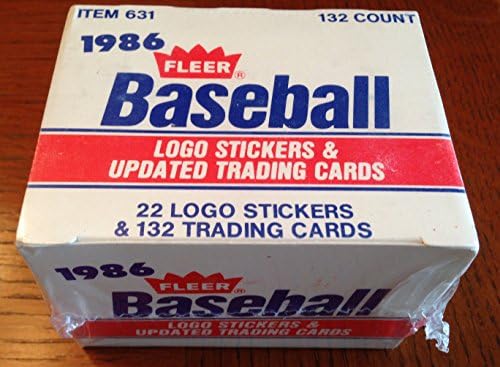 ITEM 631 132 COUNT
1986
FLEER®
Baseball
LOGO STICKERS &
UPDATED TRADING CARDS
22 LOGO STICKERS
& 132 TRADING CARDS
1986
FLEER®
Baseball
LOGO STICKERS &
UPDATED TRADING CARDS